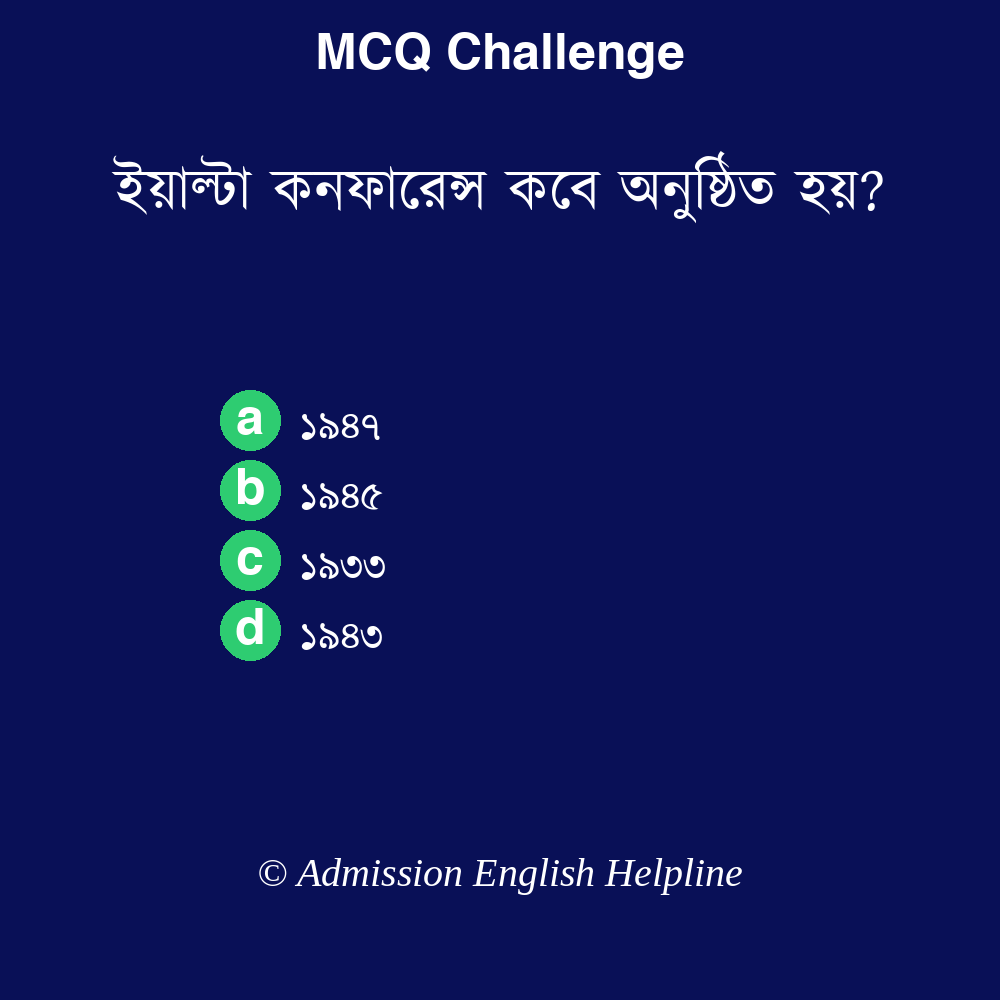 MCQ Challenge
ইয়াল্টা কনফারেন্স কবে অনুষ্ঠিত হয়?
a ১৯৪৭
b ১৯৪৫
c ১৯৩৩
d ১৯৪৩
© Admission English Helpline